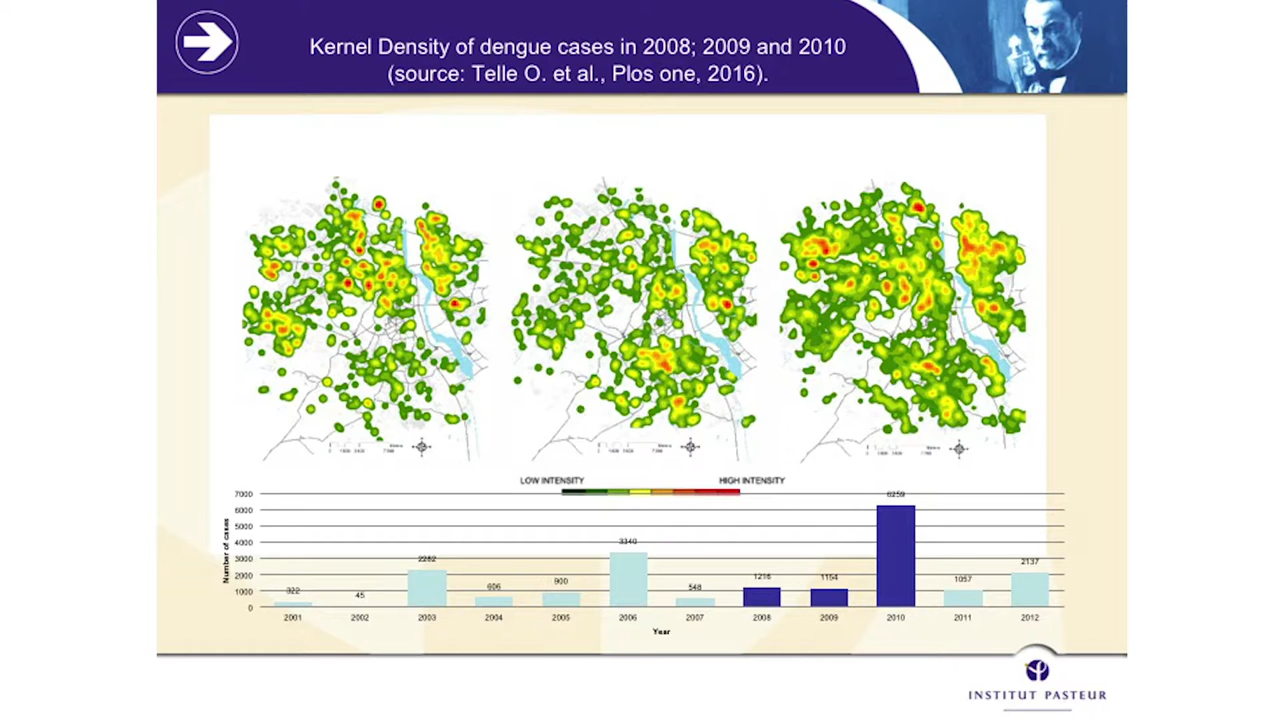 Kernel Density of dengue cases in 2008; 2009 and 2010
(source: Telle O. et al., Plos one, 2016).
LOW INTENSITY HIGH INTENSITY
Number of cases
7000
6000
5000
4000
3000
2000
1000
0
322
45
2282
606
900
3340
548
1216
1154
6259
1057
2137
2001 2002 2003 2004 2005 2006 2007 2008 2009 2010 2011 2012
Year
INSTITUT PASTEUR